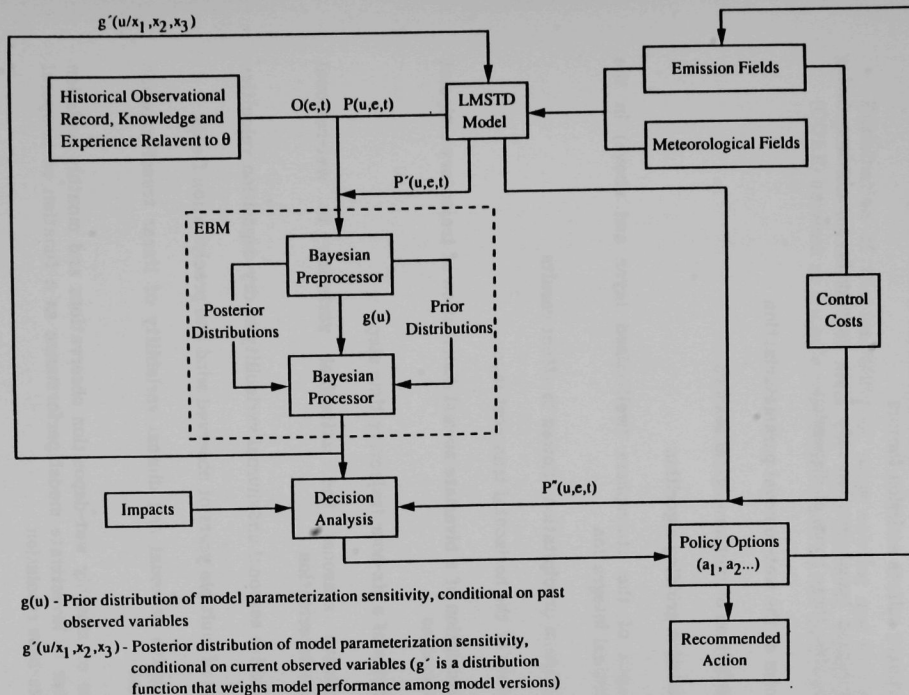 g´(u/x₁,x₂,x₃)
Historical Observational
Record, Knowledge and
Experience Relavent to θ
O(e,t)
P(u,e,t)
LMSTD
Model
Emission Fields
Meteorological Fields
P´(u,e,t)
EBM
Bayesian
Preprocessor
Posterior
Distributions
g(u)
Prior
Distributions
Control
Costs
Bayesian
Processor
Impacts
Decision
Analysis
P"(u,e,t)
Policy Options
(a₁, a₂...)
Recommended
Action
g(u) - Prior distribution of model parameterization sensitivity, conditional on past
observed variables
g´(u/x₁,x₂,x₃) - Posterior distribution of model parameterization sensitivity,
conditional on current observed variables (g´ is a distribution
function that weighs model performance among model versions)